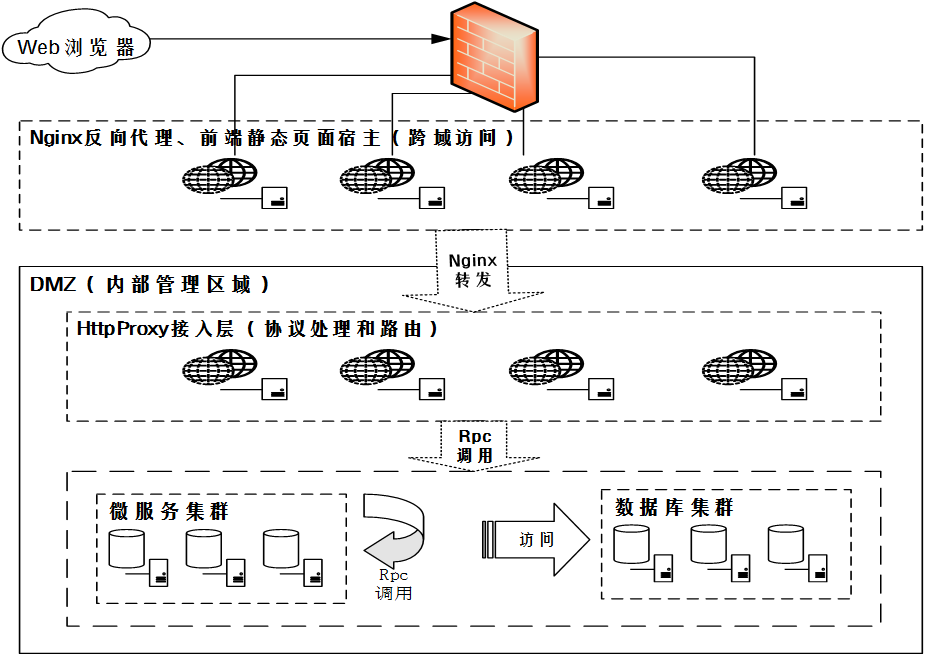 Web浏览器
Nginx反向代理、前端静态页面宿主（跨域访问）
Nginx
转发
DMZ（内部管理区域）
HttpProxy接入层（协议处理和路由）
Rpc
调用
微服务集群
数据库集群
访问
Rpc
调用